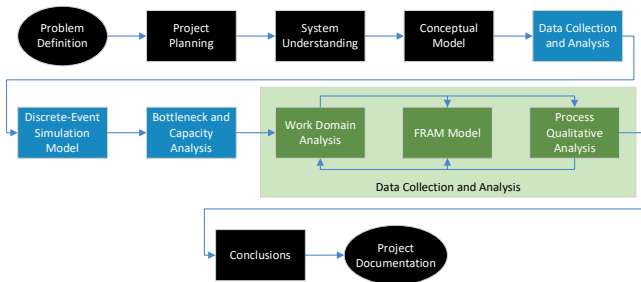 Problem
Definition
Project
Planning
System
Understanding
Conceptual
Model
Data Collection
and Analysis
Discrete-Event
Simulation
Model
Bottleneck and
Capacity
Analysis
Work Domain
Analysis
FRAM Model
Process
Qualitative
Analysis
Data Collection and Analysis
Conclusions
Project
Documentation